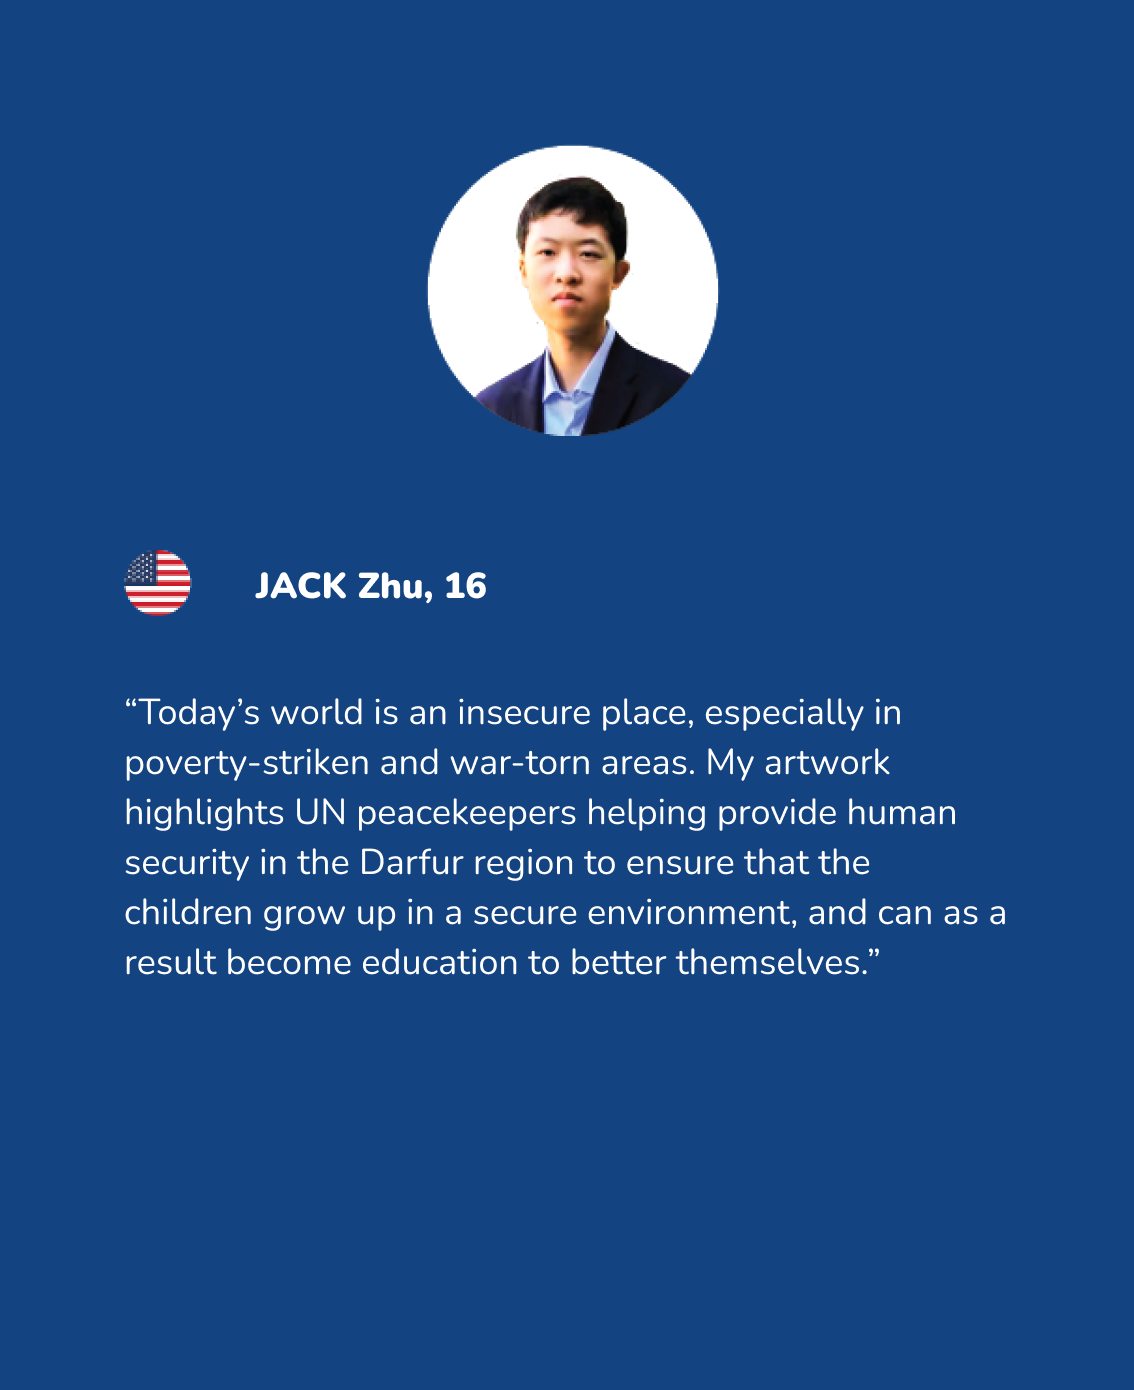 JACK Zhu, 16
“Today’s world is an insecure place, especially in
poverty-striken and war-torn areas. My artwork
highlights UN peacekeepers helping provide human
security in the Darfur region to ensure that the
children grow up in a secure environment, and can as a
result become education to better themselves.”